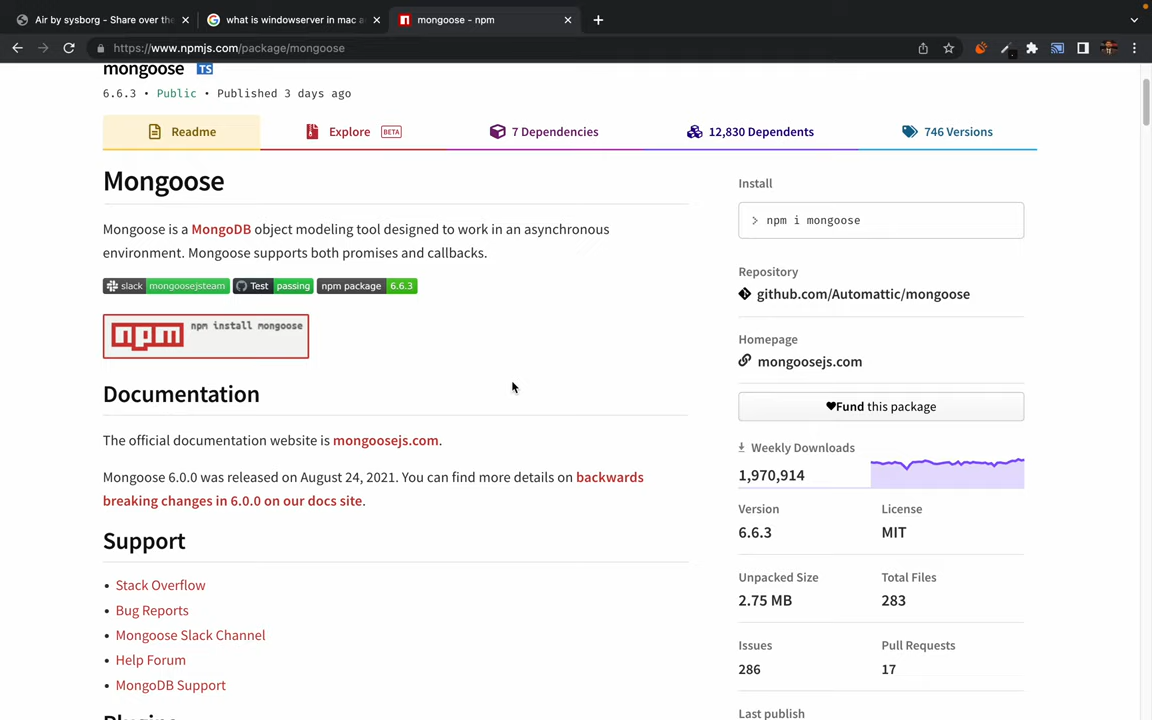 Air by sysborg - Share over the
what is windowserver in mac a
mongoose - npm
https://www.npmjs.com/package/mongoose
mongoose TS
6.6.3 • Public • Published 3 days ago
Readme
Explore BETA
7 Dependencies
12,830 Dependents
746 Versions
Mongoose
Mongoose is a MongoDB object modeling tool designed to work in an asynchronous
environment. Mongoose supports both promises and callbacks.
slack mongoosejsteam Test passing npm package 6.6.3
npm npm install mongoose
Documentation
The official documentation website is mongoosejs.com.
Mongoose 6.0.0 was released on August 24, 2021. You can find more details on backwards
breaking changes in 6.0.0 on our docs site.
Support
• Stack Overflow
• Bug Reports
• Mongoose Slack Channel
• Help Forum
• MongoDB Support
Plugins
Install
> npm i mongoose
Repository
github.com/Automattic/mongoose
Homepage
mongoosejs.com
♥Fund this package
Weekly Downloads
1,970,914
Version
License
6.6.3
MIT
Unpacked Size
Total Files
2.75 MB
283
Issues
Pull Requests
286
17
Last publish